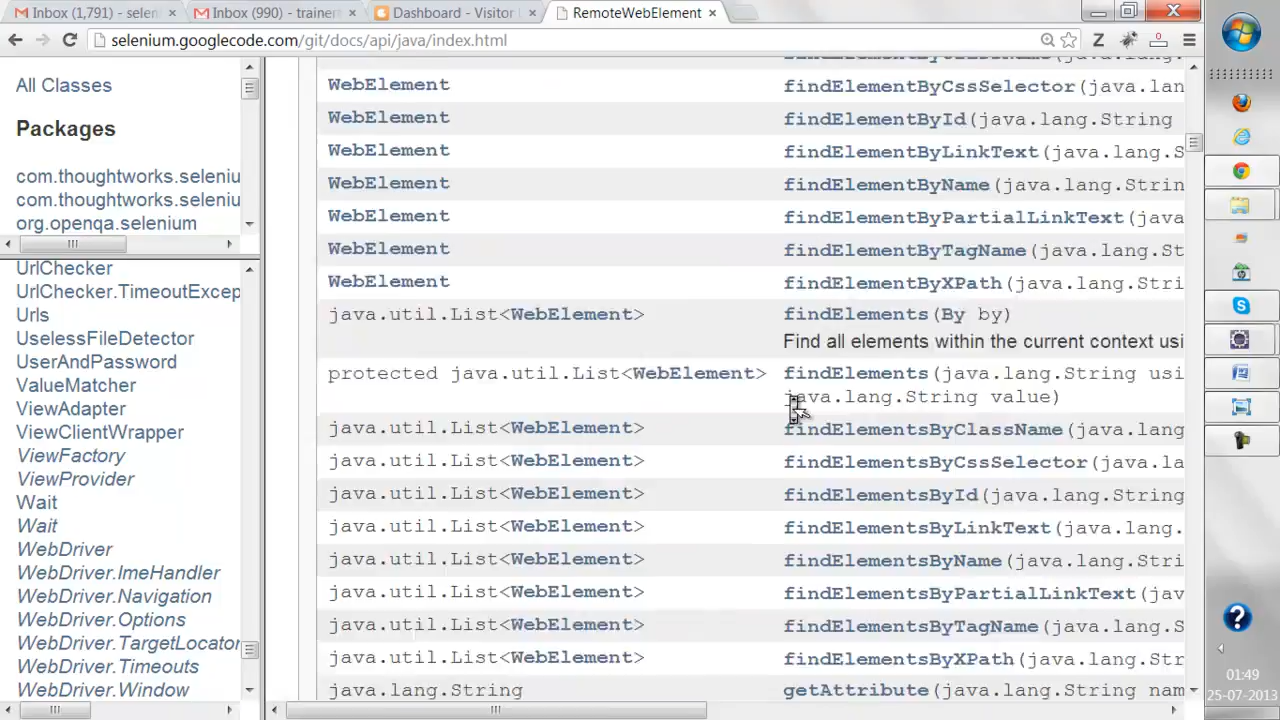 Inbox (1,791) - selen
Inbox (990) - trainer
Dashboard - Visitor L
RemoteWebElement
selenium.googlecode.com/git/docs/api/java/index.html
All Classes
Packages
com.thoughtworks.seleniu
com.thoughtworks.seleniu
org.openqa.selenium
UrlChecker
UrlChecker.TimeoutExcep
Urls
UselessFileDetector
UserAndPassword
ValueMatcher
ViewAdapter
ViewClientWrapper
ViewFactory
ViewProvider
Wait
Wait
WebDriver
WebDriver.ImeHandler
WebDriver.Navigation
WebDriver.Options
WebDriver.TargetLocator
WebDriver.Timeouts
WebDriver.Window
WebElement findElementByCssSelector(java.lan
WebElement findElementById(java.lang.String
WebElement findElementByLinkText(java.lang.S
WebElement findElementByName(java.lang.Strin
WebElement findElementByPartialLinkText(java
WebElement findElementByTagName(java.lang.St
WebElement findElementByXPath(java.lang.Stri
java.util.List<WebElement> findElements(By by)
Find all elements within the current context usi
protected java.util.List<WebElement> findElements(java.lang.String usi
java.lang.String value)
java.util.List<WebElement> findElementsByClassName(java.lang
java.util.List<WebElement> findElementsByCssSelector(java.la
java.util.List<WebElement> findElementsById(java.lang.String
java.util.List<WebElement> findElementsByLinkText(java.lang.
java.util.List<WebElement> findElementsByName(java.lang.Stri
java.util.List<WebElement> findElementsByPartialLinkText(jav
java.util.List<WebElement> findElementsByTagName(java.lang.S
java.util.List<WebElement> findElementsByXPath(java.lang.Str
java.lang.String getAttribute(java.lang.String nam
01:49
25-07-2013